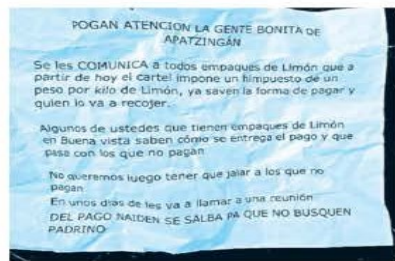 POGAN ATENCION LA GENTE BONITA DE
APATZINGÁN
Se les COMUNICA a todos empaques de Limón que a
partir de hoy el cartel impone un himpuesto de un
peso por kilo de Limón, ya saven la forma de pagar y
quien lo va a recojer.
Algunos de ustedes que tienen empaques de Limón
en Buena vista saben cómo se entrega el pago y que
pasa con los que no pagan
No queremos luego tener que jalar a los que no
pagan
En unos dias de les va a llamar a una reunión
DEL PAGO NAIDEN SE SALBA PA QUE NO BUSQUEN
PADRINO